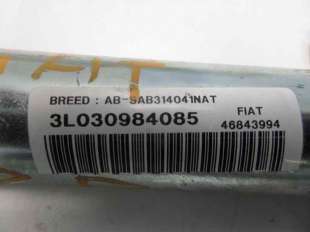 BREED : AB-SAB314041NAT
3L030984085
FIAT
46843994